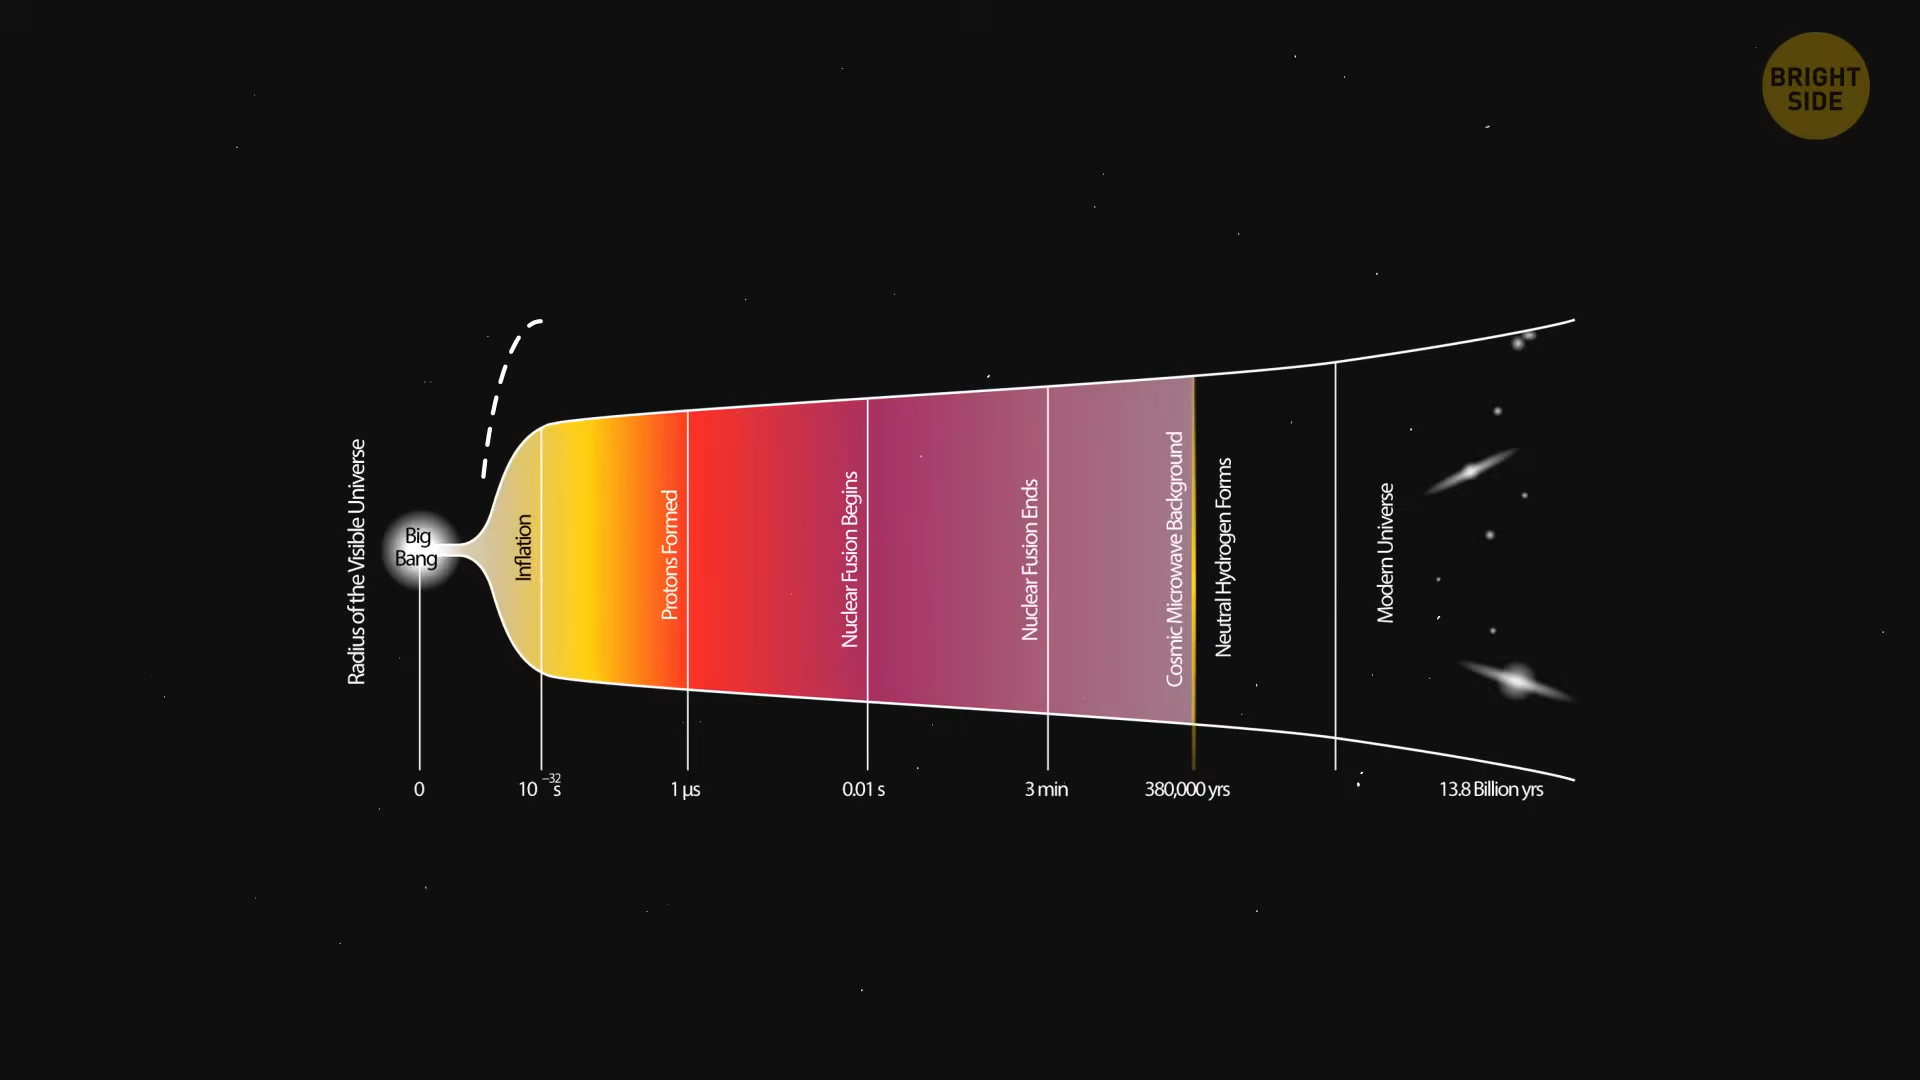 BRIGHT
SIDE
Radius of the Visible Universe
Big
Bang
Inflation
Protons Formed
Nuclear Fusion Begins
Nuclear Fusion Ends
Cosmic Microwave Background
Neutral Hydrogen Forms
Modern Universe
0
10⁻³²s
1 µs
0.01 s
3 min
380,000 yrs
13.8 Billion yrs